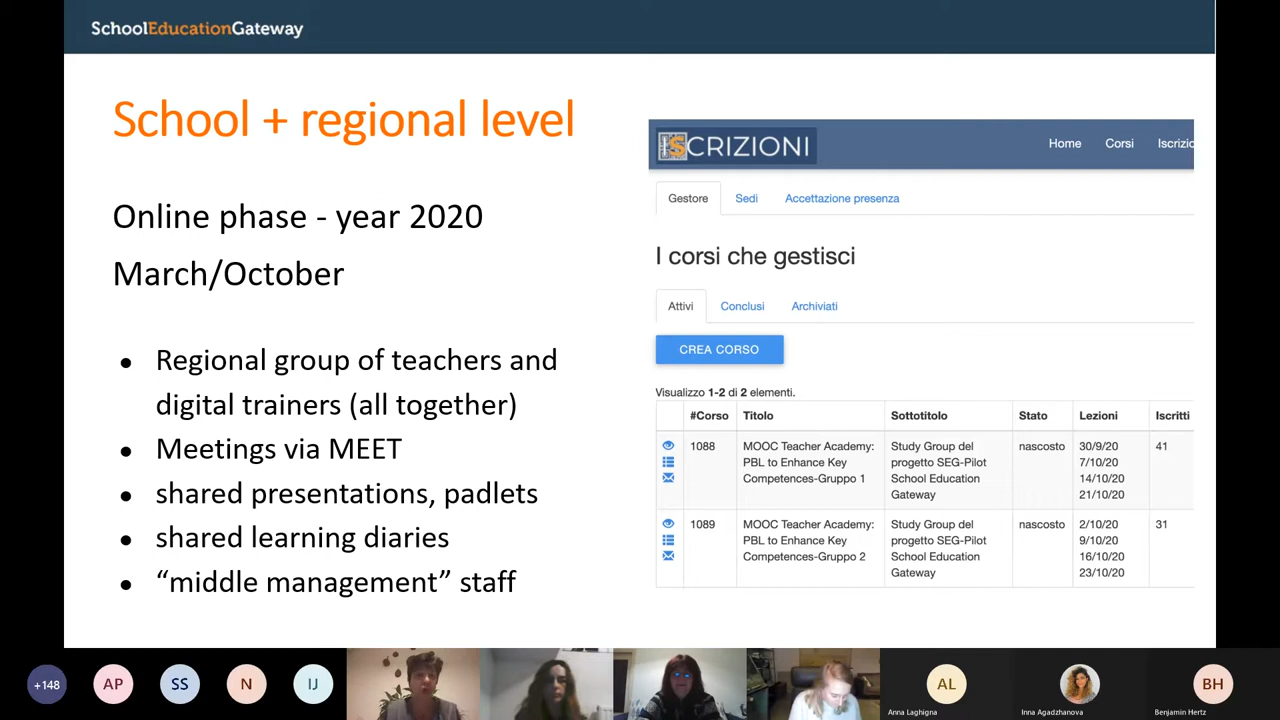 SchoolEducationGateway
School + regional level
Online phase - year 2020
March/October
● Regional group of teachers and
digital trainers (all together)
● Meetings via MEET
● shared presentations, padlets
● shared learning diaries
● “middle management” staff
ISCRIZIONI
Home Corsi Iscrizio
Gestore Sedi Accettazione presenza
I corsi che gestisci
Attivi Conclusi Archiviati
CREA CORSO
Visualizzo 1-2 di 2 elementi.
#Corso Titolo Sottotitolo Stato Lezioni Iscritti
1088 MOOC Teacher Academy: Study Group del nascosto 30/9/20 41
PBL to Enhance Key progetto SEG-Pilot 7/10/20
Competences-Gruppo 1 School Education 14/10/20
Gateway 21/10/20
1089 MOOC Teacher Academy: Study Group del nascosto 2/10/20 31
PBL to Enhance Key progetto SEG-Pilot 9/10/20
Competences-Gruppo 2 School Education 16/10/20
Gateway 23/10/20
+148 AP SS N IJ AL BH
Anna Laghigna Inna Agadzhanova Benjamin Hertz